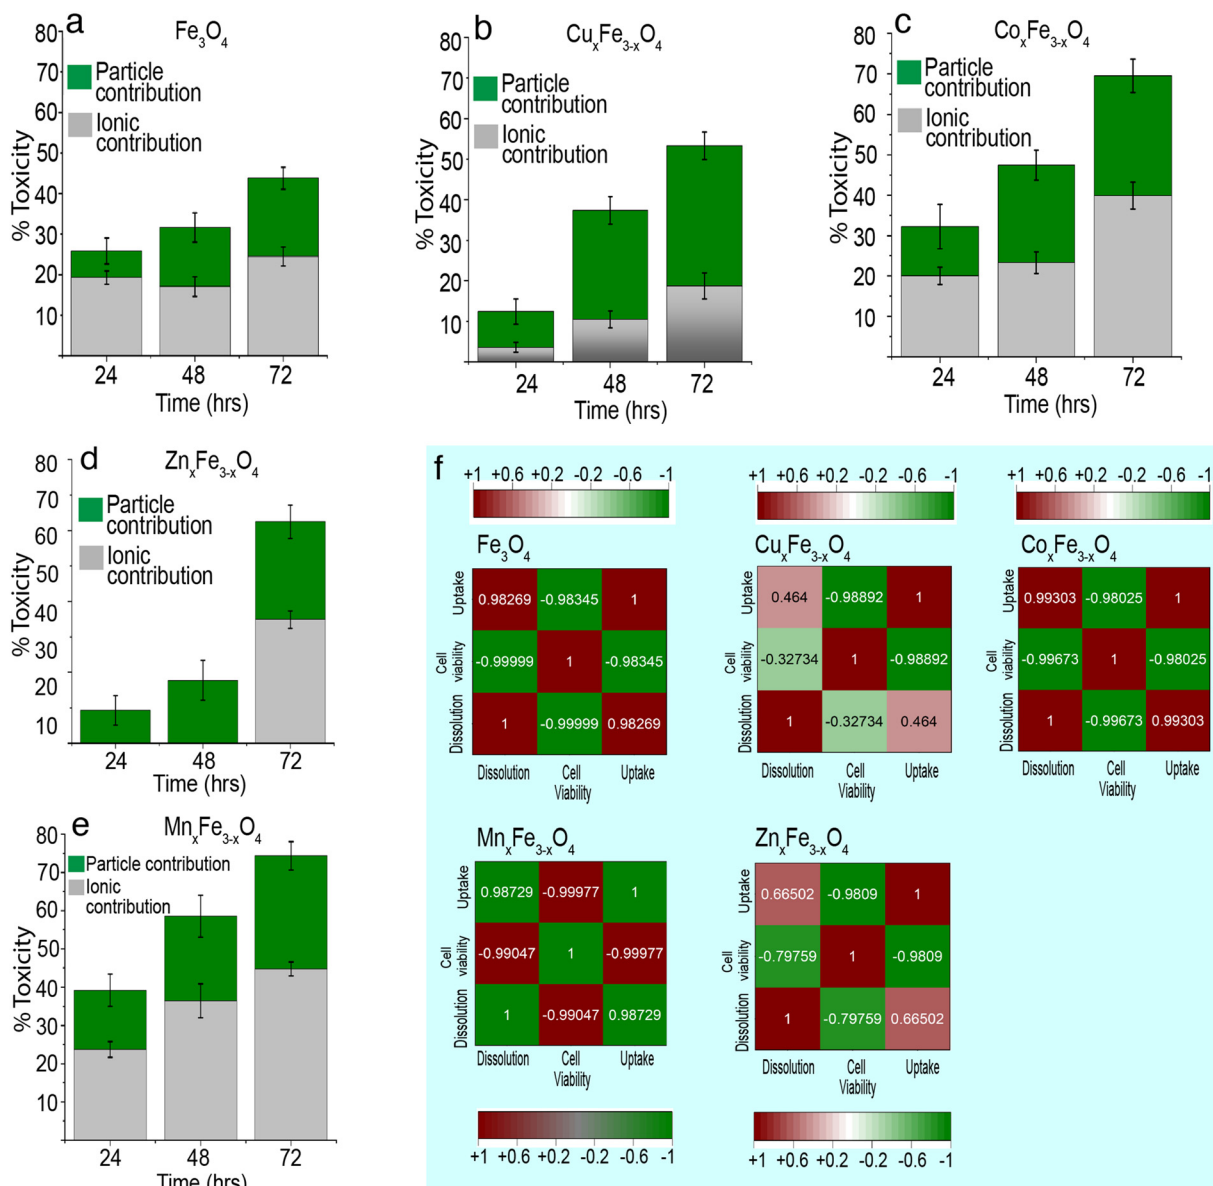 a
Fe3O4
80
70
60
50
40
30
20
10
% Toxicity
Particle
contribution
Ionic
contribution
24 48 72
Time (hrs)
b
CuxFe3-xO4
80
70
60
50
40
30
20
10
% Toxicity
Particle
contribution
Ionic
contribution
24 48 72
Time (hrs)
c
CoxFe3-xO4
80
70
60
50
40
30
20
10
% Toxicity
Particle
contribution
Ionic
contribution
24 48 72
Time (hrs)
d
ZnxFe3-xO4
80
70
60
50
40
30
20
10
% Toxicity
Particle
contribution
Ionic
contribution
24 48 72
Time (hrs)
e
MnxFe3-xO4
80
70
60
50
40
30
20
10
% Toxicity
Particle contribution
Ionic
contribution
24 48 72
Time (hrs)
f
+1 +0.6 +0.2 -0.2 -0.6 -1
Fe3O4
Uptake
0.98269 -0.98345 1
Cell
viability
-0.99999 1 -0.98345
Dissolution
1 -0.99999 0.98269
Dissolution Cell Uptake
Viability
+1 +0.6 +0.2 -0.2 -0.6 -1
CuxFe3-xO4
Uptake
0.464 -0.98892 1
Cell
viability
-0.32734 1 -0.98892
Dissolution
1 -0.32734 0.464
Dissolution Cell Uptake
Viability
+1 +0.6 +0.2 -0.2 -0.6 -1
CoxFe3-xO4
Uptake
0.99303 -0.98025 1
Cell
viability
-0.99673 1 -0.98025
Dissolution
1 -0.99673 0.99303
Dissolution Cell Uptake
Viability
MnxFe3-xO4
Uptake
0.98729 -0.99977 1
Cell
viability
-0.99047 1 -0.99977
Dissolution
1 -0.99047 0.98729
Dissolution Cell Uptake
Viability
+1 +0.6 +0.2 -0.2 -0.6 -1
ZnxFe3-xO4
Uptake
0.66502 -0.9809 1
Cell
viability
-0.79759 1 -0.9809
Dissolution
1 -0.79759 0.66502
Dissolution Cell Uptake
Viability
+1 +0.6 +0.2 -0.2 -0.6 -1